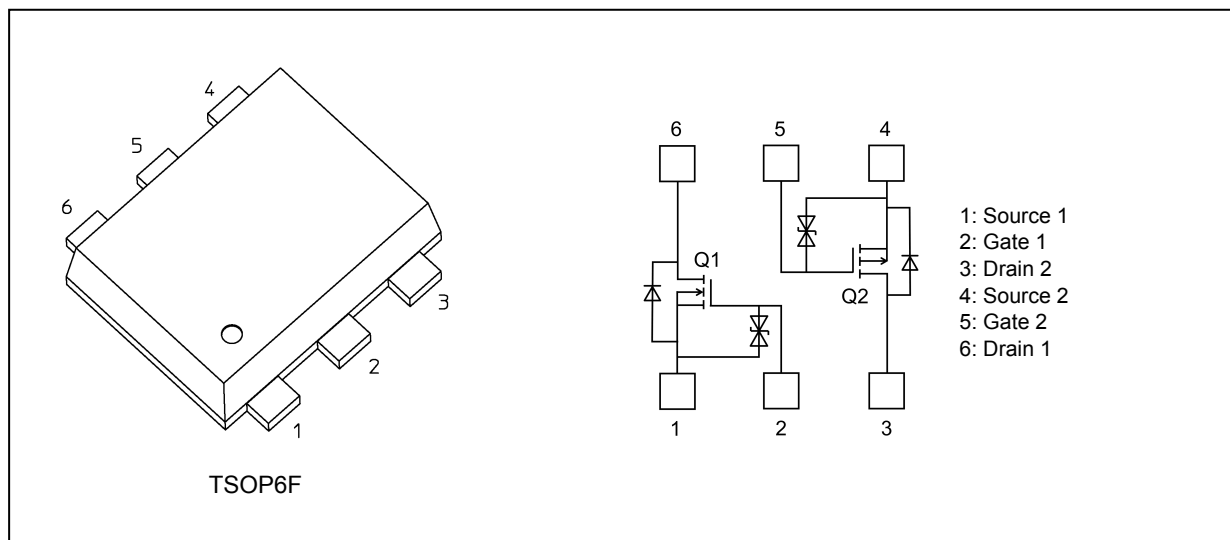 4
5
6
3
2
1
TSOP6F
6 5 4
Q1
Q2
1 2 3
1: Source 1
2: Gate 1
3: Drain 2
4: Source 2
5: Gate 2
6: Drain 1